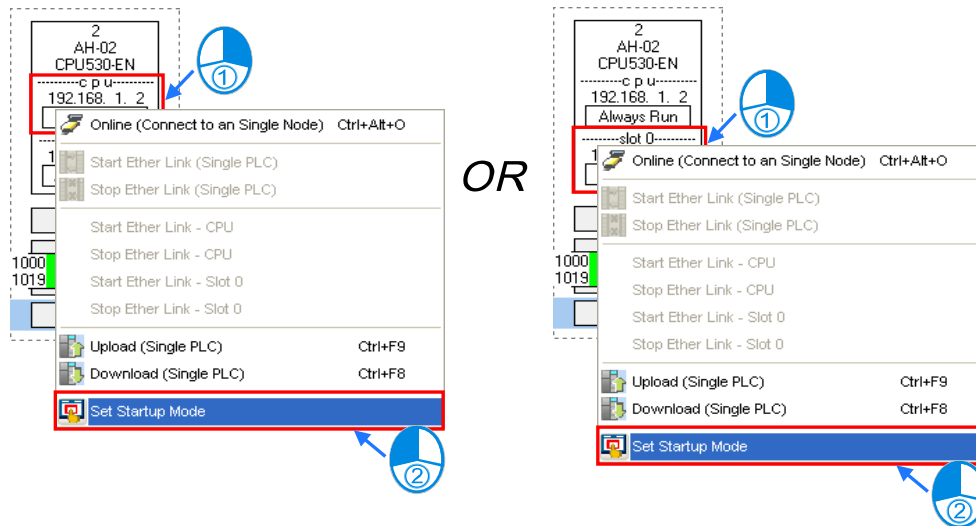 2
AH-02
CPU530-EN
---------c p u----------
192.168. 1. 2
1
Online (Connect to an Single Node) Ctrl+Alt+O
Start Ether Link (Single PLC)
Stop Ether Link (Single PLC)
Start Ether Link - CPU
Stop Ether Link - CPU
Start Ether Link - Slot 0
Stop Ether Link - Slot 0
Upload (Single PLC) Ctrl+F9
Download (Single PLC) Ctrl+F8
Set Startup Mode
1000
1019
①
②
OR
2
AH-02
CPU530-EN
---------c p u----------
192.168. 1. 2
Always Run
---------slot 0---------
1
Online (Connect to an Single Node) Ctrl+Alt+O
Start Ether Link (Single PLC)
Stop Ether Link (Single PLC)
Start Ether Link - CPU
Stop Ether Link - CPU
Start Ether Link - Slot 0
Stop Ether Link - Slot 0
Upload (Single PLC) Ctrl+F9
Download (Single PLC) Ctrl+F8
Set Startup Mode
1000
1019
①
②